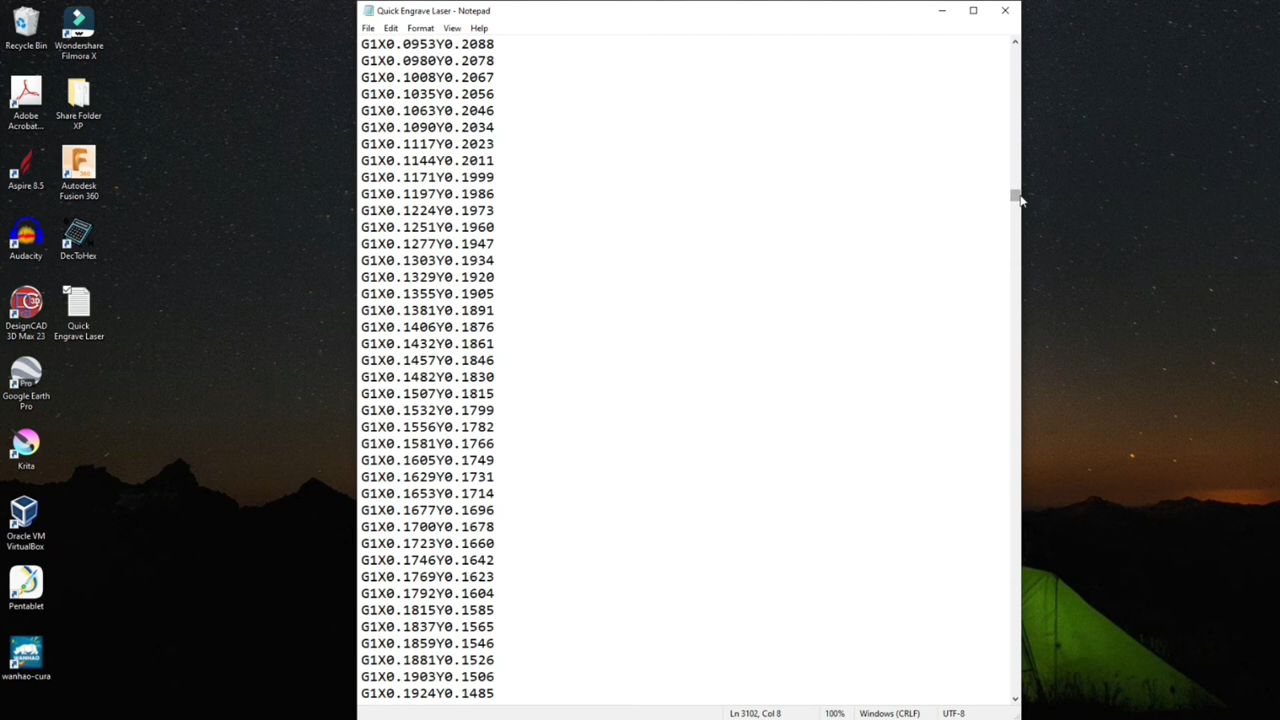 Quick Engrave Laser - Notepad
File Edit Format View Help
G1X0.0953Y0.2088
G1X0.0980Y0.2078
G1X0.1008Y0.2067
G1X0.1035Y0.2056
G1X0.1063Y0.2046
G1X0.1090Y0.2034
G1X0.1117Y0.2023
G1X0.1144Y0.2011
G1X0.1171Y0.1999
G1X0.1197Y0.1986
G1X0.1224Y0.1973
G1X0.1251Y0.1960
G1X0.1277Y0.1947
G1X0.1303Y0.1934
G1X0.1329Y0.1920
G1X0.1355Y0.1905
G1X0.1381Y0.1891
G1X0.1406Y0.1876
G1X0.1432Y0.1861
G1X0.1457Y0.1846
G1X0.1482Y0.1830
G1X0.1507Y0.1815
G1X0.1532Y0.1799
G1X0.1556Y0.1782
G1X0.1581Y0.1766
G1X0.1605Y0.1749
G1X0.1629Y0.1731
G1X0.1653Y0.1714
G1X0.1677Y0.1696
G1X0.1700Y0.1678
G1X0.1723Y0.1660
G1X0.1746Y0.1642
G1X0.1769Y0.1623
G1X0.1792Y0.1604
G1X0.1815Y0.1585
G1X0.1837Y0.1565
G1X0.1859Y0.1546
G1X0.1881Y0.1526
G1X0.1903Y0.1506
G1X0.1924Y0.1485
Ln 3102, Col 8 100% Windows (CRLF) UTF-8
Recycle Bin
Wondershare
Filmora X
Adobe
Acrobat...
Share Folder
XP
Aspire 8.5
Autodesk
Fusion 360
Audacity
DecToHex
DesignCAD
3D Max 23
Quick
Engrave Laser
Pro
Google Earth
Pro
Krita
Oracle VM
VirtualBox
Pentablet
WANHAO
wanhao-cura